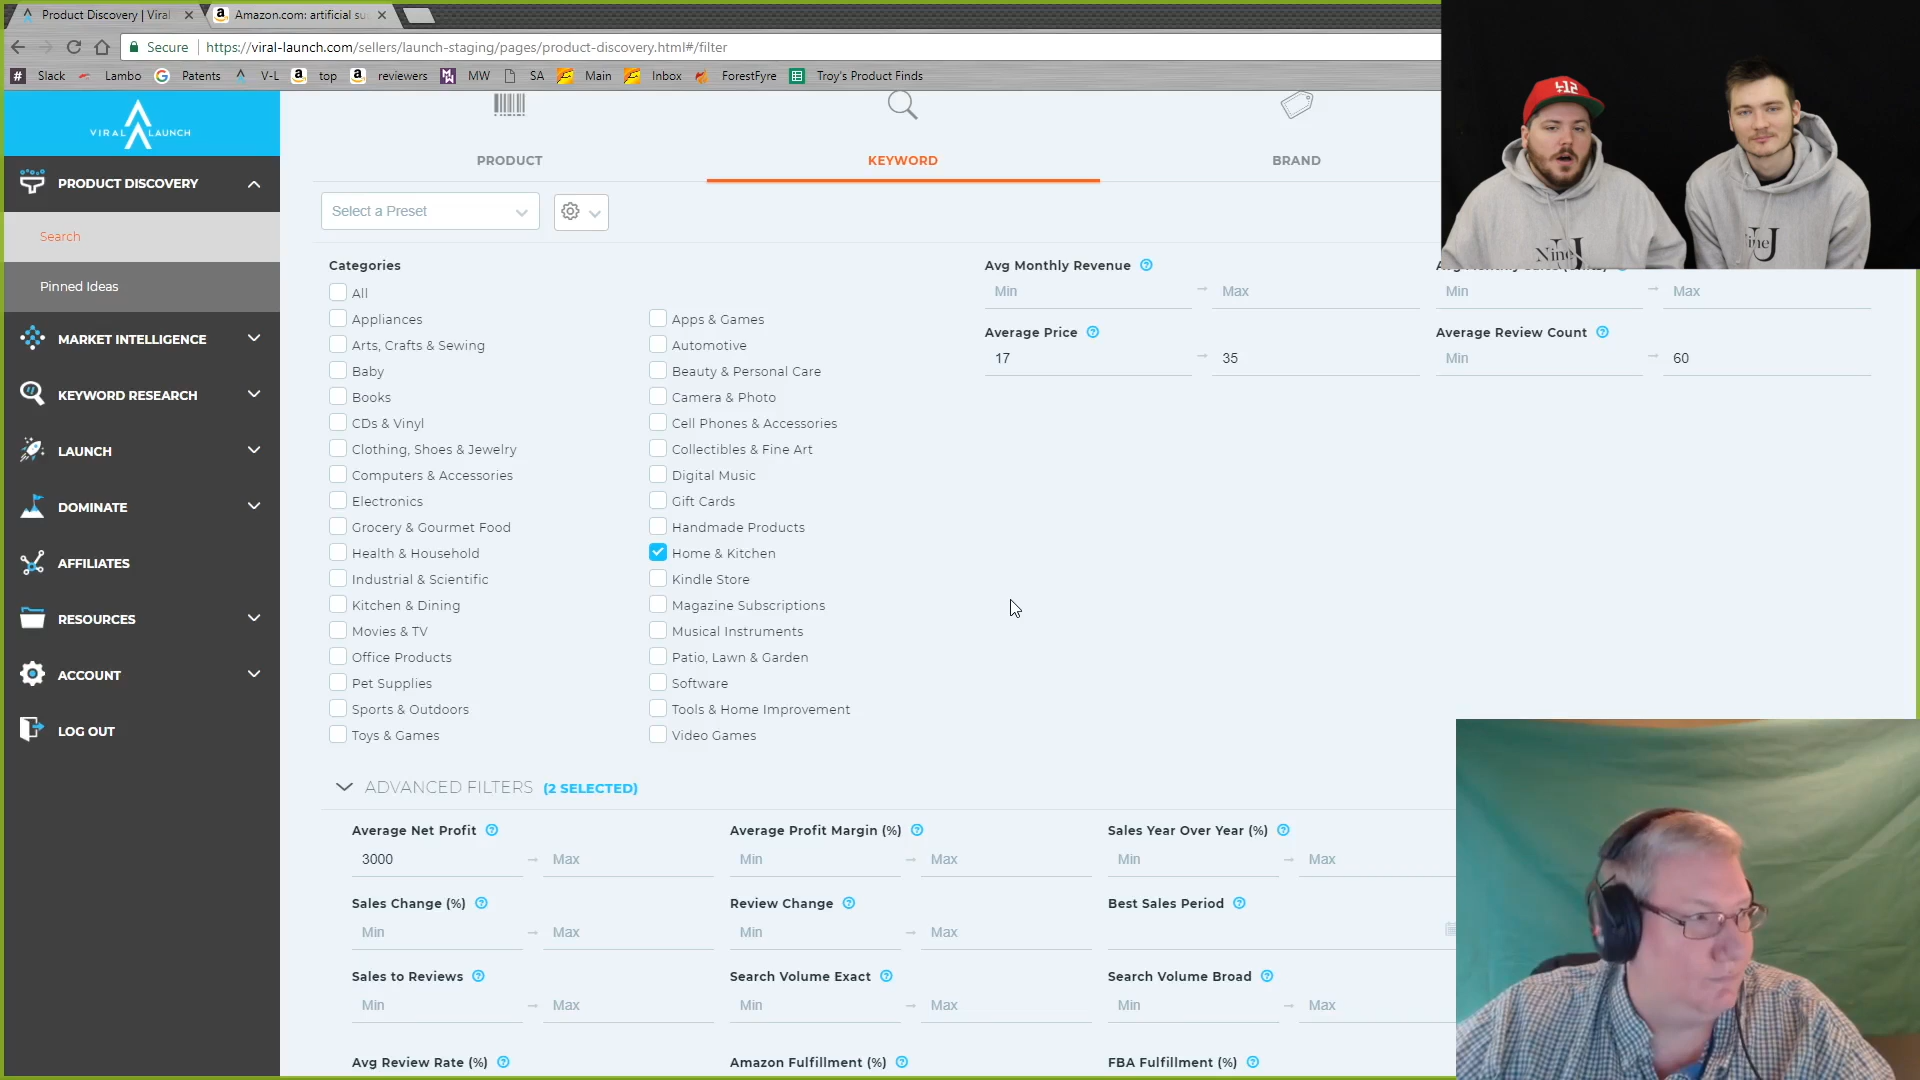 Product Discovery | Viral
Amazon.com: artificial su
Secure
https://viral-launch.com/sellers/launch-staging/pages/product-discovery.html#/filter
Slack
Lambo
Patents
V-L
top
reviewers
MW
SA
Main
Inbox
ForestFyre
Troy's Product Finds
VIRAL LAUNCH
PRODUCT DISCOVERY
Search
Pinned Ideas
MARKET INTELLIGENCE
KEYWORD RESEARCH
LAUNCH
DOMINATE
AFFILIATES
RESOURCES
ACCOUNT
LOG OUT
PRODUCT
KEYWORD
BRAND
Select a Preset
Categories
All
Appliances
Apps & Games
Arts, Crafts & Sewing
Automotive
Baby
Beauty & Personal Care
Books
Camera & Photo
CDs & Vinyl
Cell Phones & Accessories
Clothing, Shoes & Jewelry
Collectibles & Fine Art
Computers & Accessories
Digital Music
Electronics
Gift Cards
Grocery & Gourmet Food
Handmade Products
Health & Household
Home & Kitchen
Industrial & Scientific
Kindle Store
Kitchen & Dining
Magazine Subscriptions
Movies & TV
Musical Instruments
Office Products
Patio, Lawn & Garden
Pet Supplies
Software
Sports & Outdoors
Tools & Home Improvement
Toys & Games
Video Games
Avg Monthly Revenue
Min → Max
Min → Max
Average Price
17 → 35
Average Review Count
Min → 60
ADVANCED FILTERS (2 SELECTED)
Average Net Profit
3000 → Max
Average Profit Margin (%)
Min → Max
Sales Year Over Year (%)
Min → Max
Sales Change (%)
Min → Max
Review Change
Min → Max
Best Sales Period
Sales to Reviews
Min → Max
Search Volume Exact
Min → Max
Search Volume Broad
Min → Max
Avg Review Rate (%)
Amazon Fulfillment (%)
FBA Fulfillment (%)
Nine